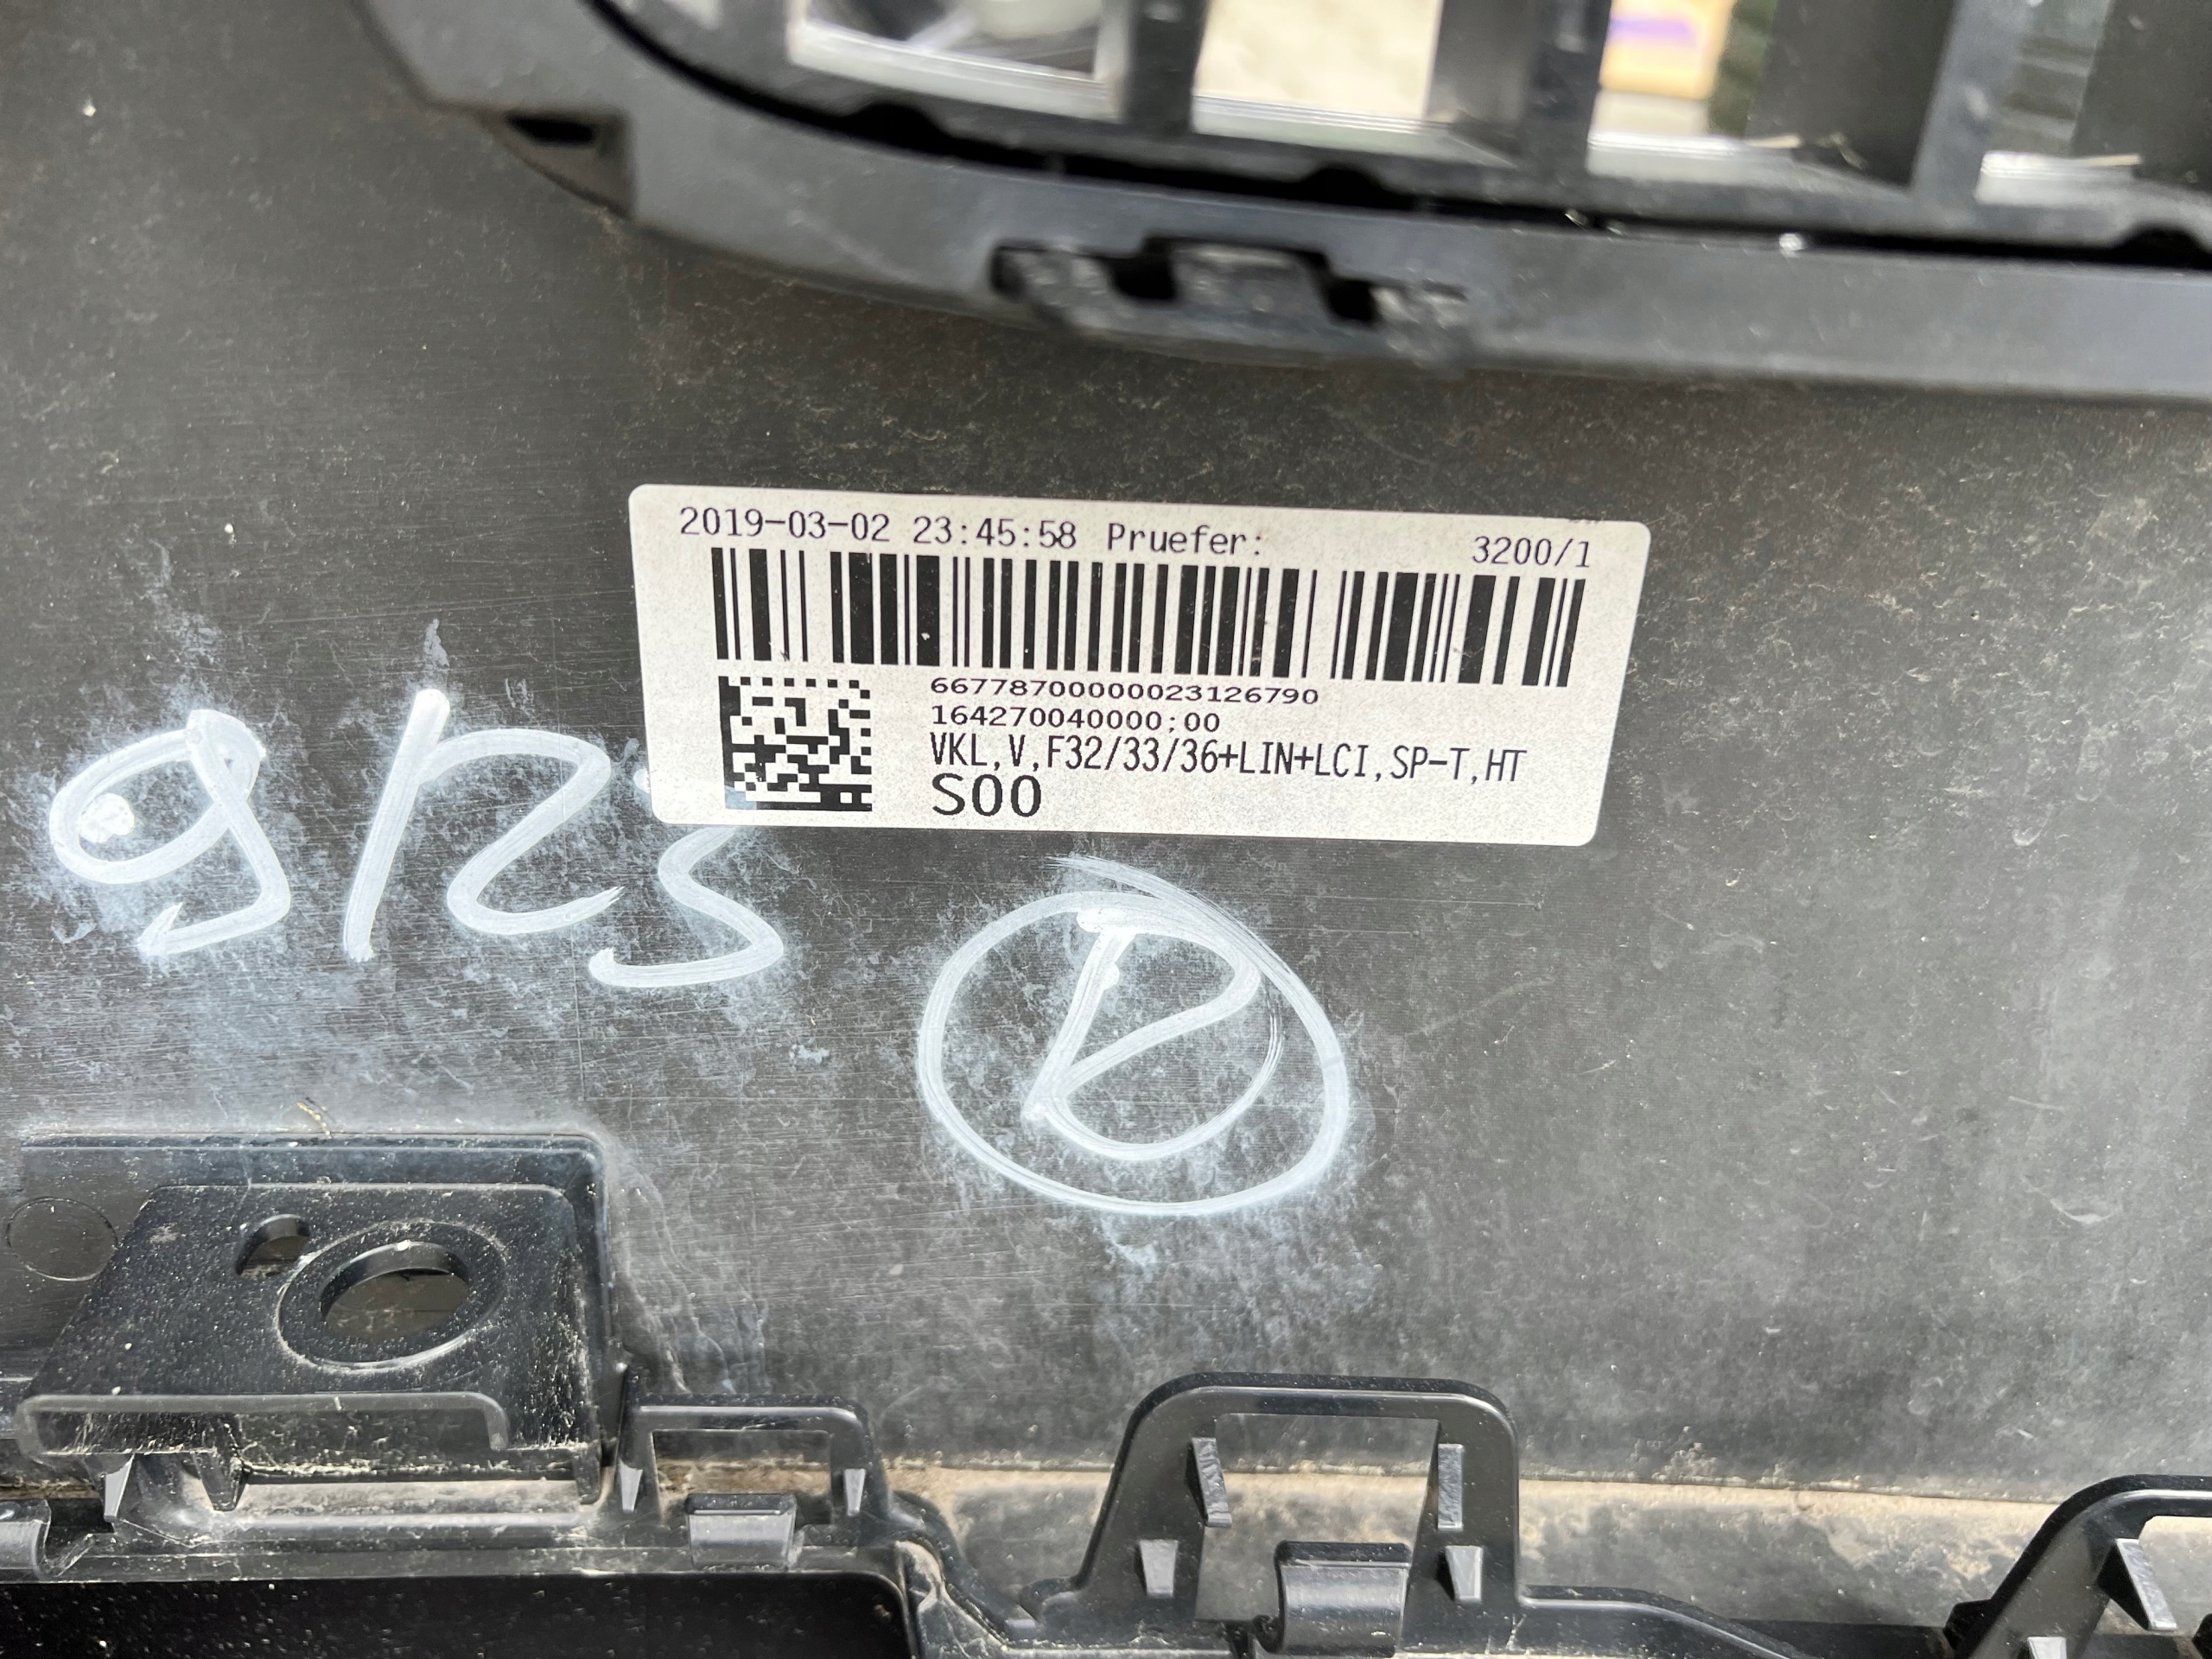 2019-03-02 23:45:58 Pruefer: 3200/1
66778700000023126790
164270040000;00
VKL,V,F32/33/36+LIN+LCI,SP-T,HT
S00